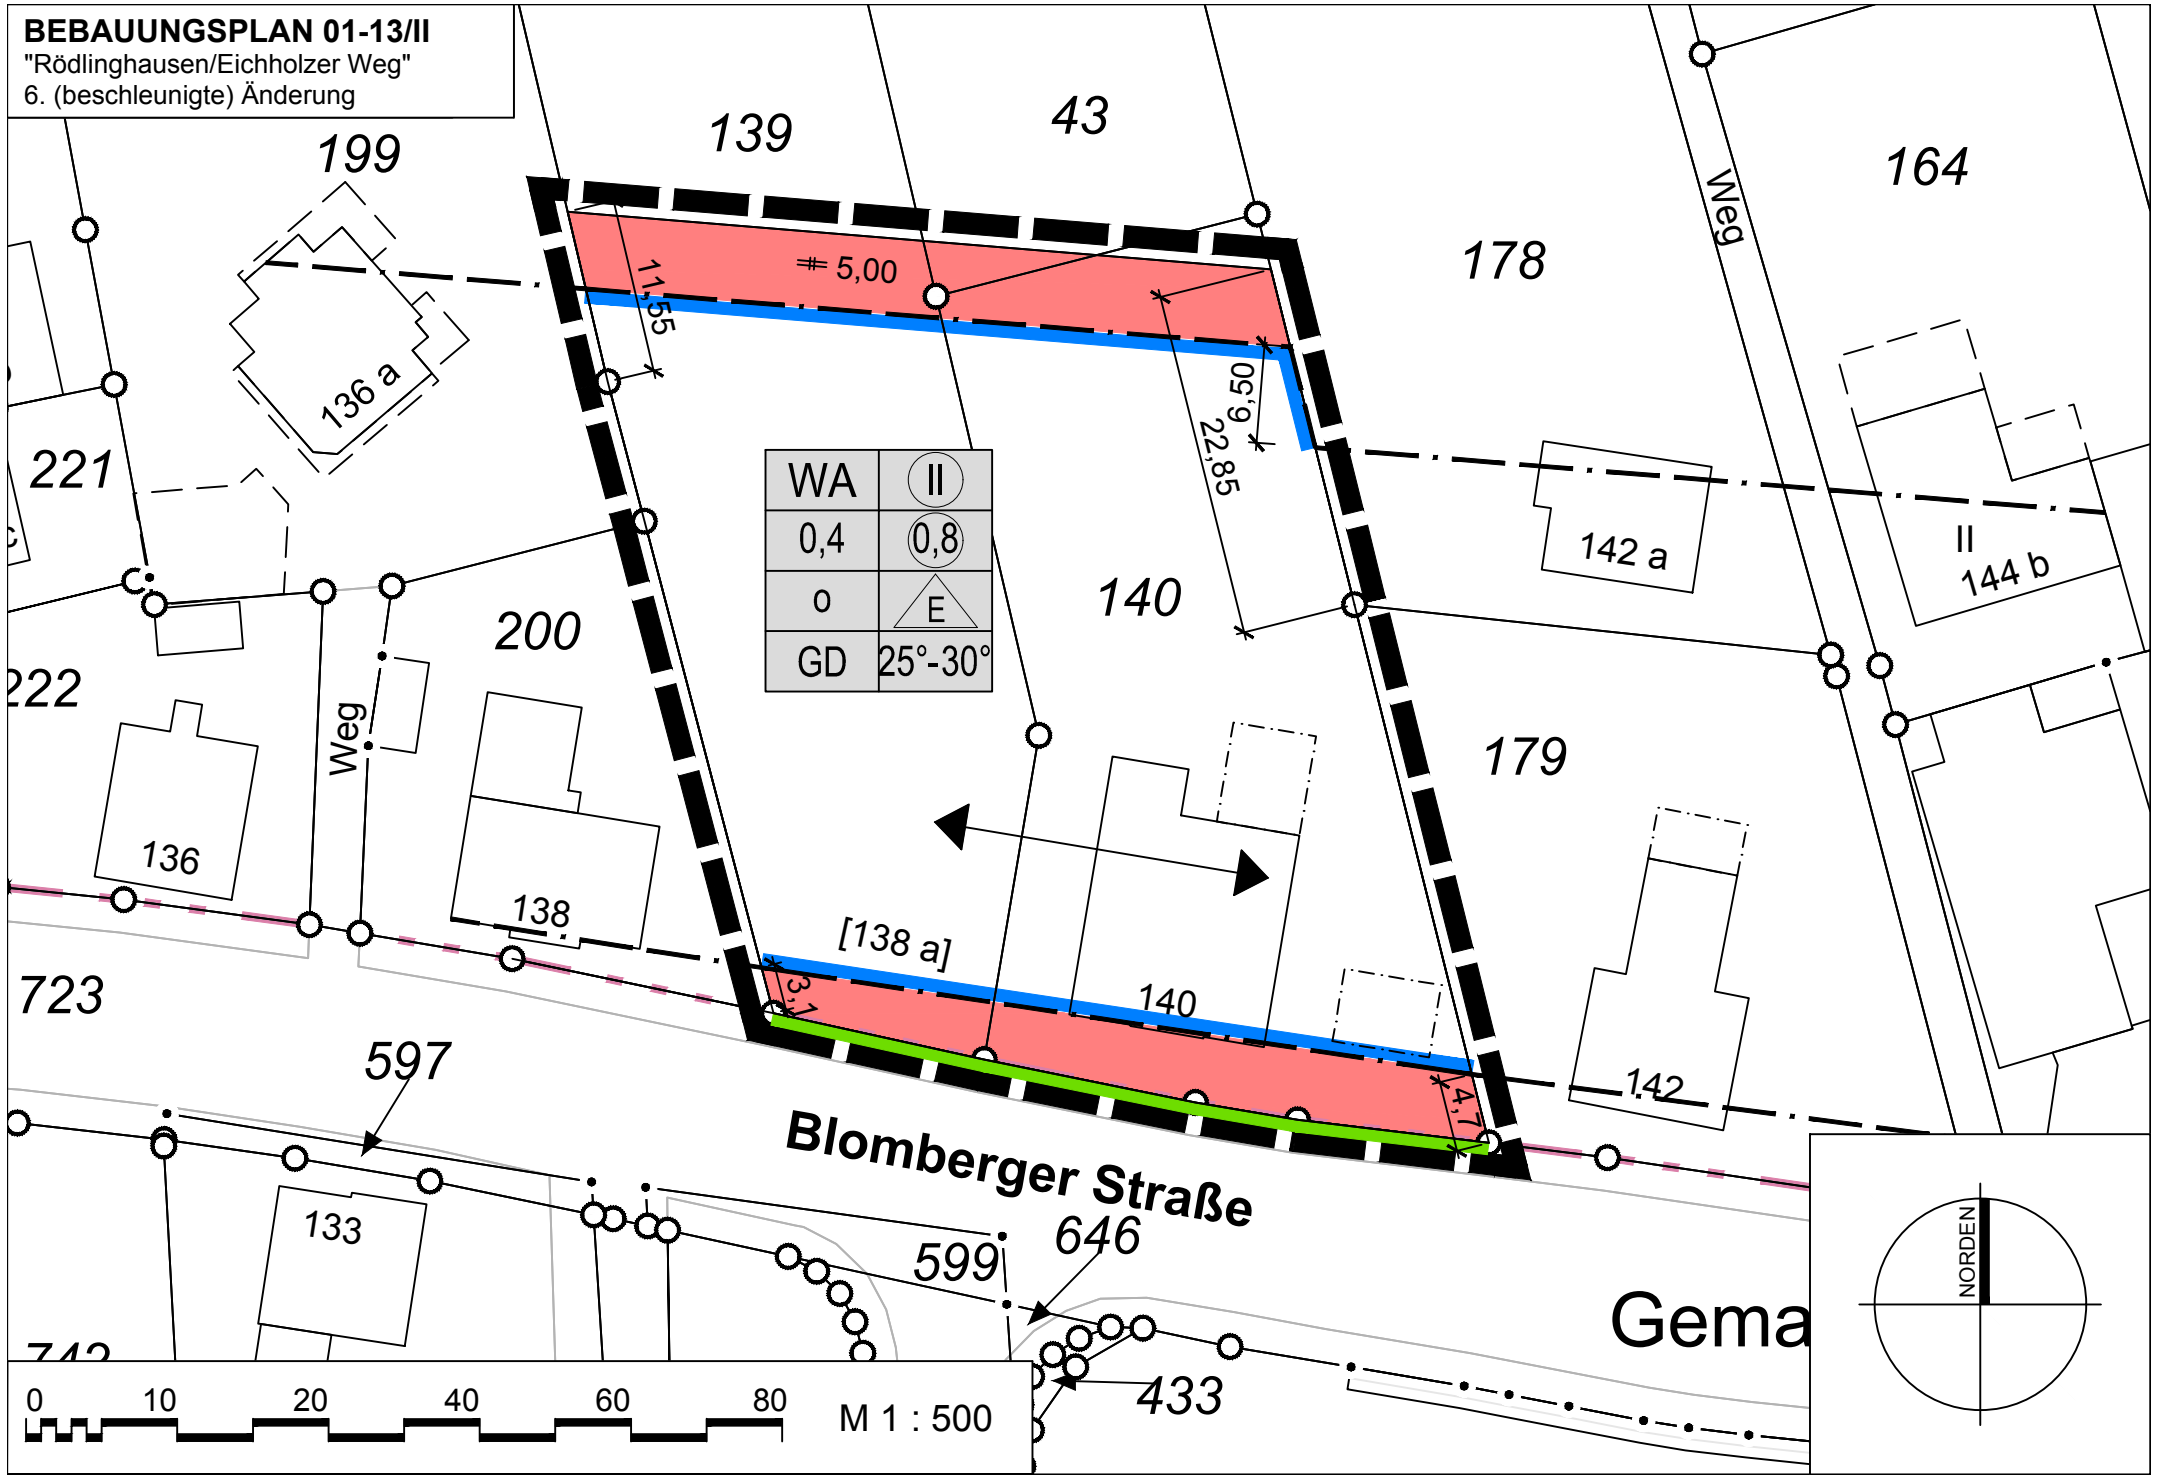 BEBAUUNGSPLAN 01-13/II
"Rödlinghausen/Eichholzer Weg"
6. (beschleunigte) Änderung
199
139
43
178
164
Weg
5,00
11,55
136 a
221
6,50
22,85
WA II
0,4 0,8
o E
GD 25°-30°
142 a
II
144 b
140
200
222
c
Weg
179
136
138
[138 a]
140
142
3,1
4,7
723
597
Blomberger Straße
646
599
133
742
433
Gema
NORDEN
0 10 20 40 60 80
M 1 : 500